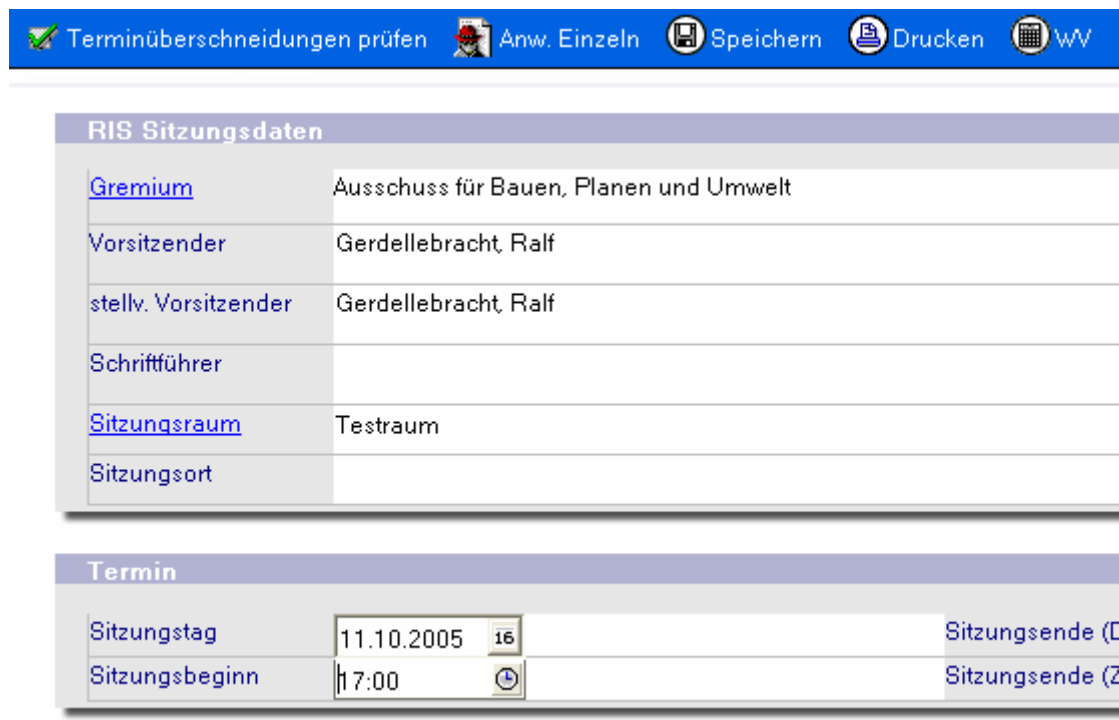 Terminüberschneidungen prüfen Anw. Einzeln Speichern Drucken WV
RIS Sitzungsdaten
Gremium Ausschuss für Bauen, Planen und Umwelt
Vorsitzender Gerdellebracht, Ralf
stellv. Vorsitzender Gerdellebracht, Ralf
Schriftführer
Sitzungsraum Testraum
Sitzungsort
Termin
Sitzungstag 11.10.2005 16 Sitzungsende (D
Sitzungsbeginn 17:00 Sitzungsende (Z